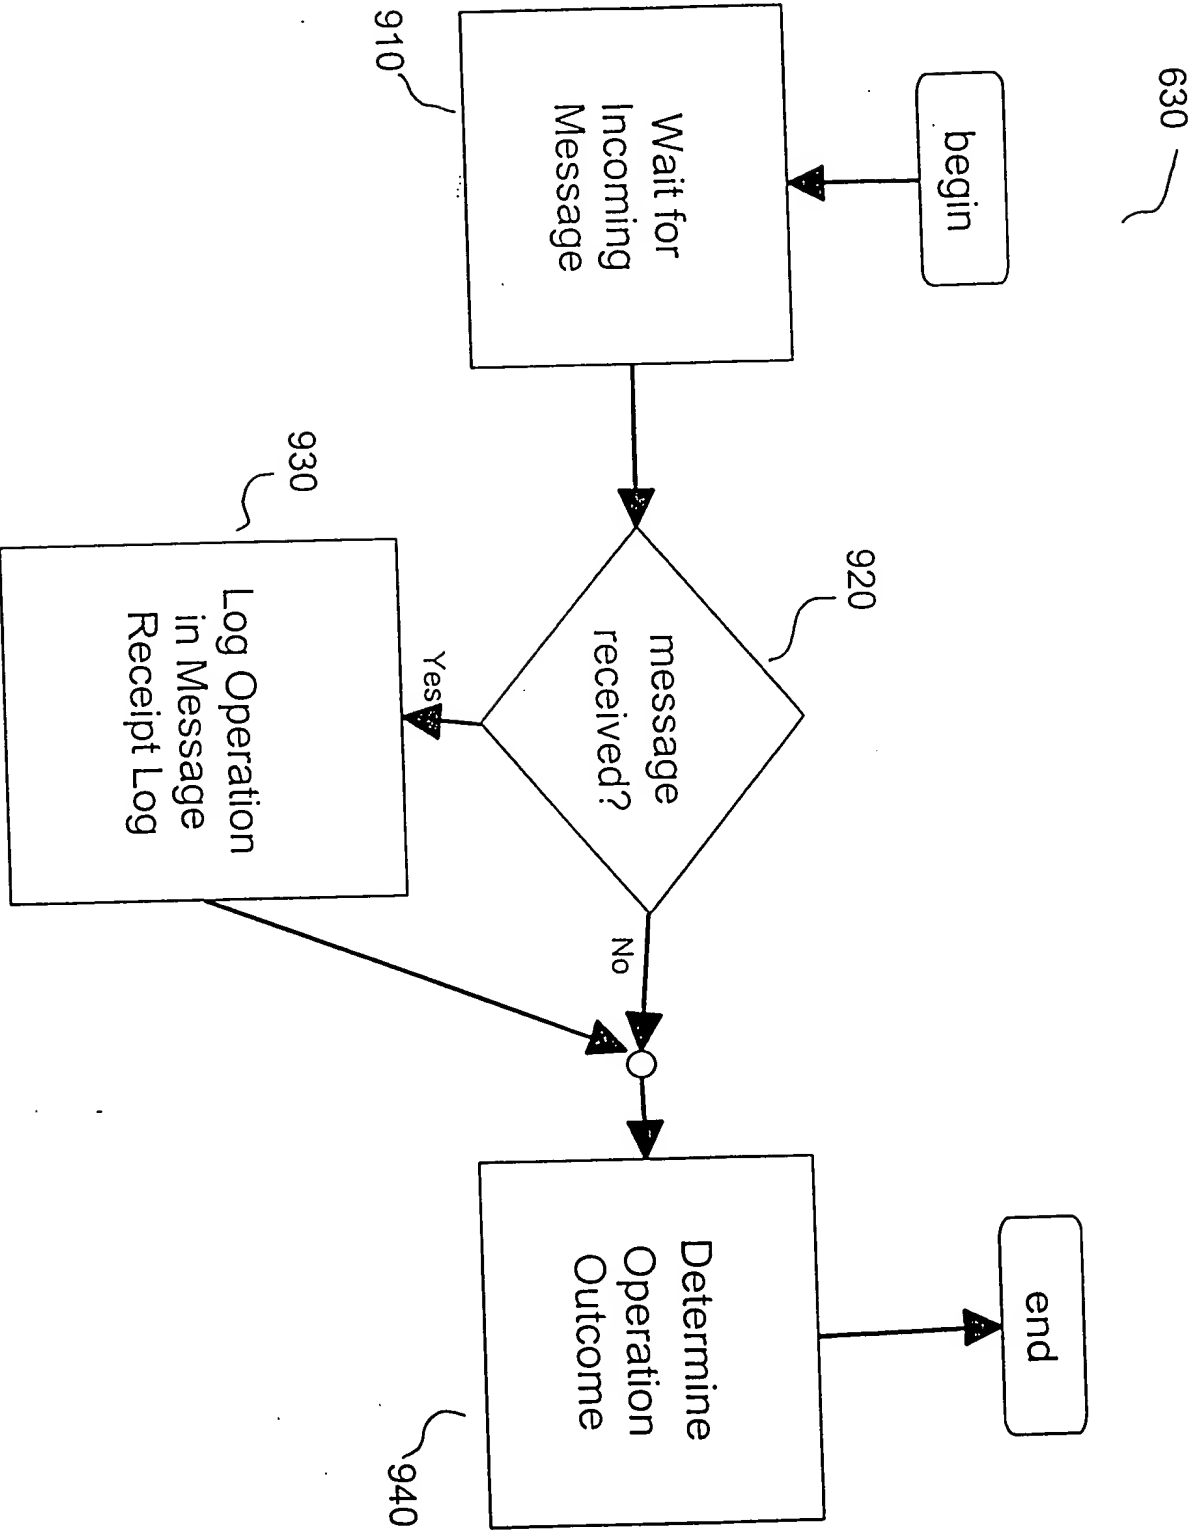 630
begin
910
Wait for
Incoming
Message
920
message
received?
Yes
No
930
Log Operation
in Message
Receipt Log
Determine
Operation
Outcome
940
end